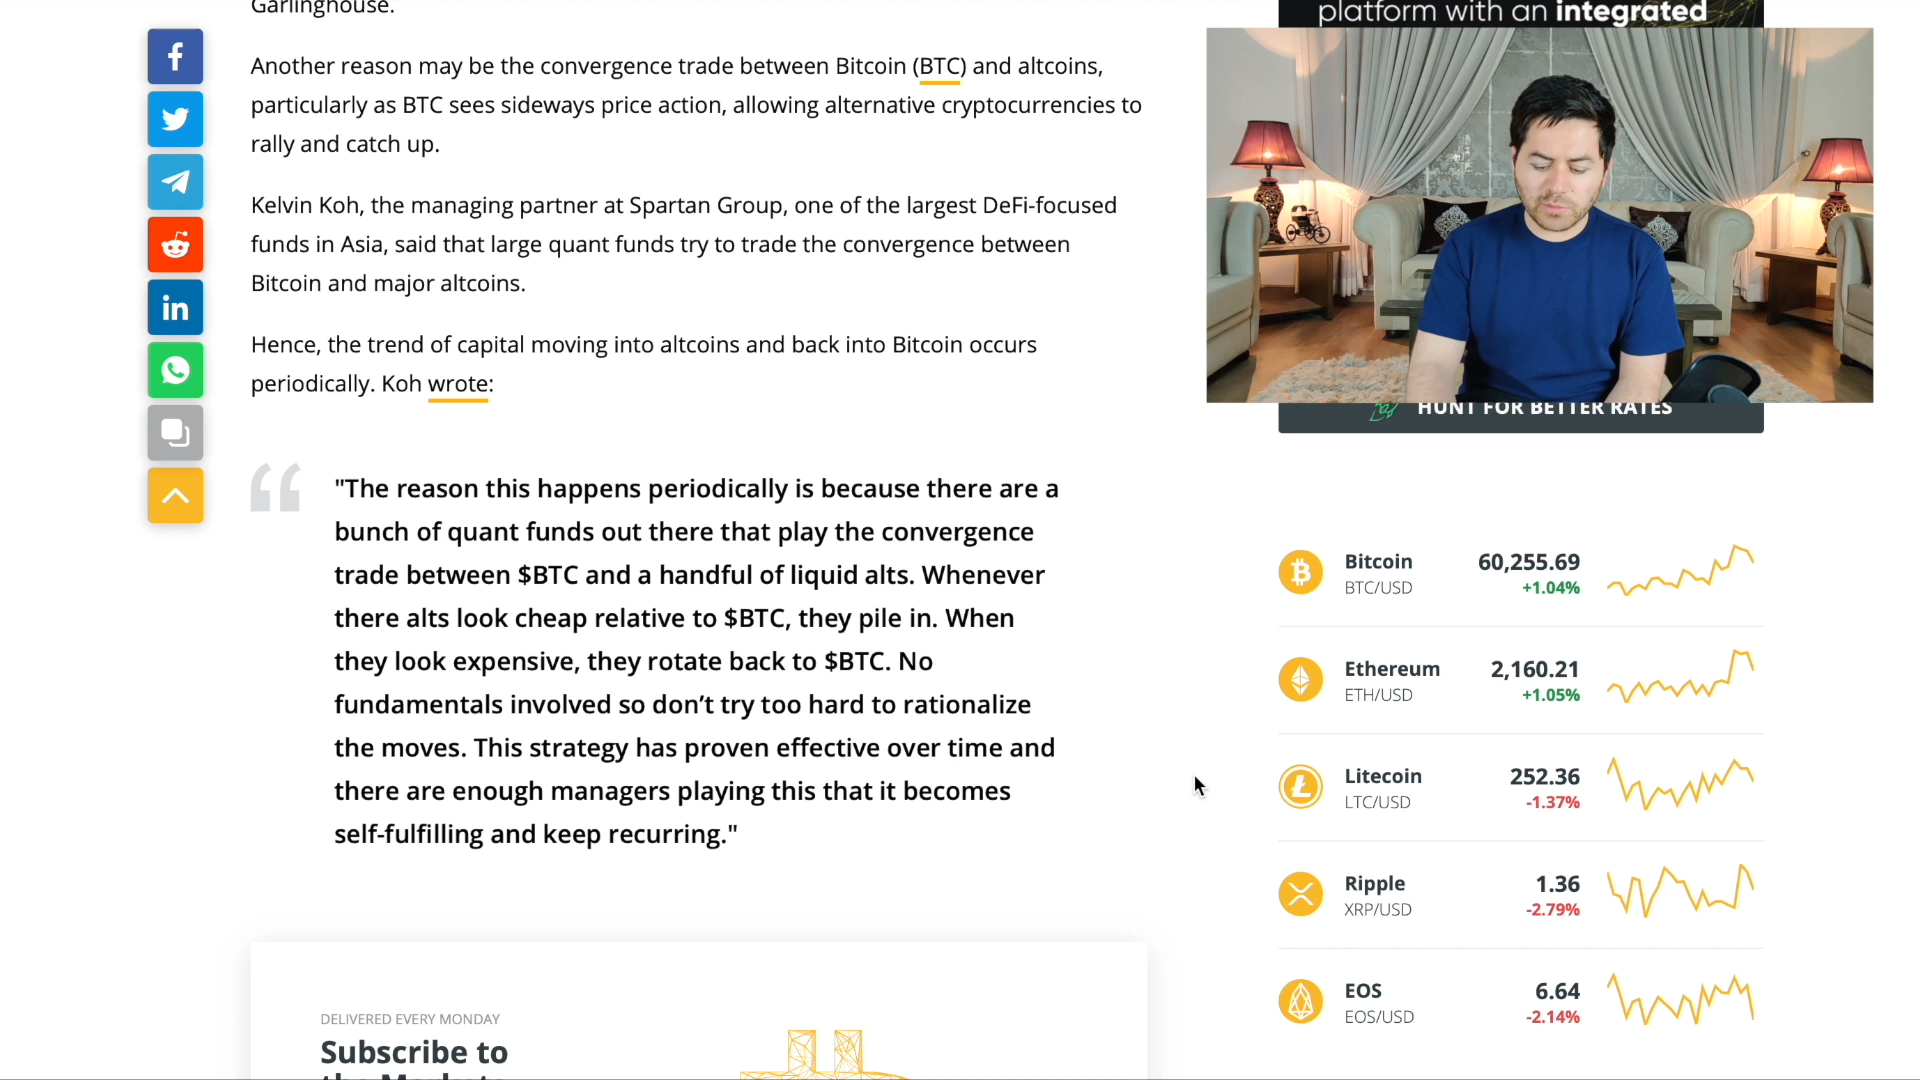 Garlinghouse.
Another reason may be the convergence trade between Bitcoin (BTC) and altcoins,
particularly as BTC sees sideways price action, allowing alternative cryptocurrencies to
rally and catch up.
Kelvin Koh, the managing partner at Spartan Group, one of the largest DeFi-focused
funds in Asia, said that large quant funds try to trade the convergence between
Bitcoin and major altcoins.
Hence, the trend of capital moving into altcoins and back into Bitcoin occurs
periodically. Koh wrote:
"The reason this happens periodically is because there are a
bunch of quant funds out there that play the convergence
trade between $BTC and a handful of liquid alts. Whenever
there alts look cheap relative to $BTC, they pile in. When
they look expensive, they rotate back to $BTC. No
fundamentals involved so don’t try too hard to rationalize
the moves. This strategy has proven effective over time and
there are enough managers playing this that it becomes
self-fulfilling and keep recurring."
DELIVERED EVERY MONDAY
Subscribe to
the Markets
platform with an integrated
HUNT FOR BETTER RATES
Bitcoin 60,255.69
BTC/USD +1.04%
Ethereum 2,160.21
ETH/USD +1.05%
Litecoin 252.36
LTC/USD -1.37%
Ripple 1.36
XRP/USD -2.79%
EOS 6.64
EOS/USD -2.14%